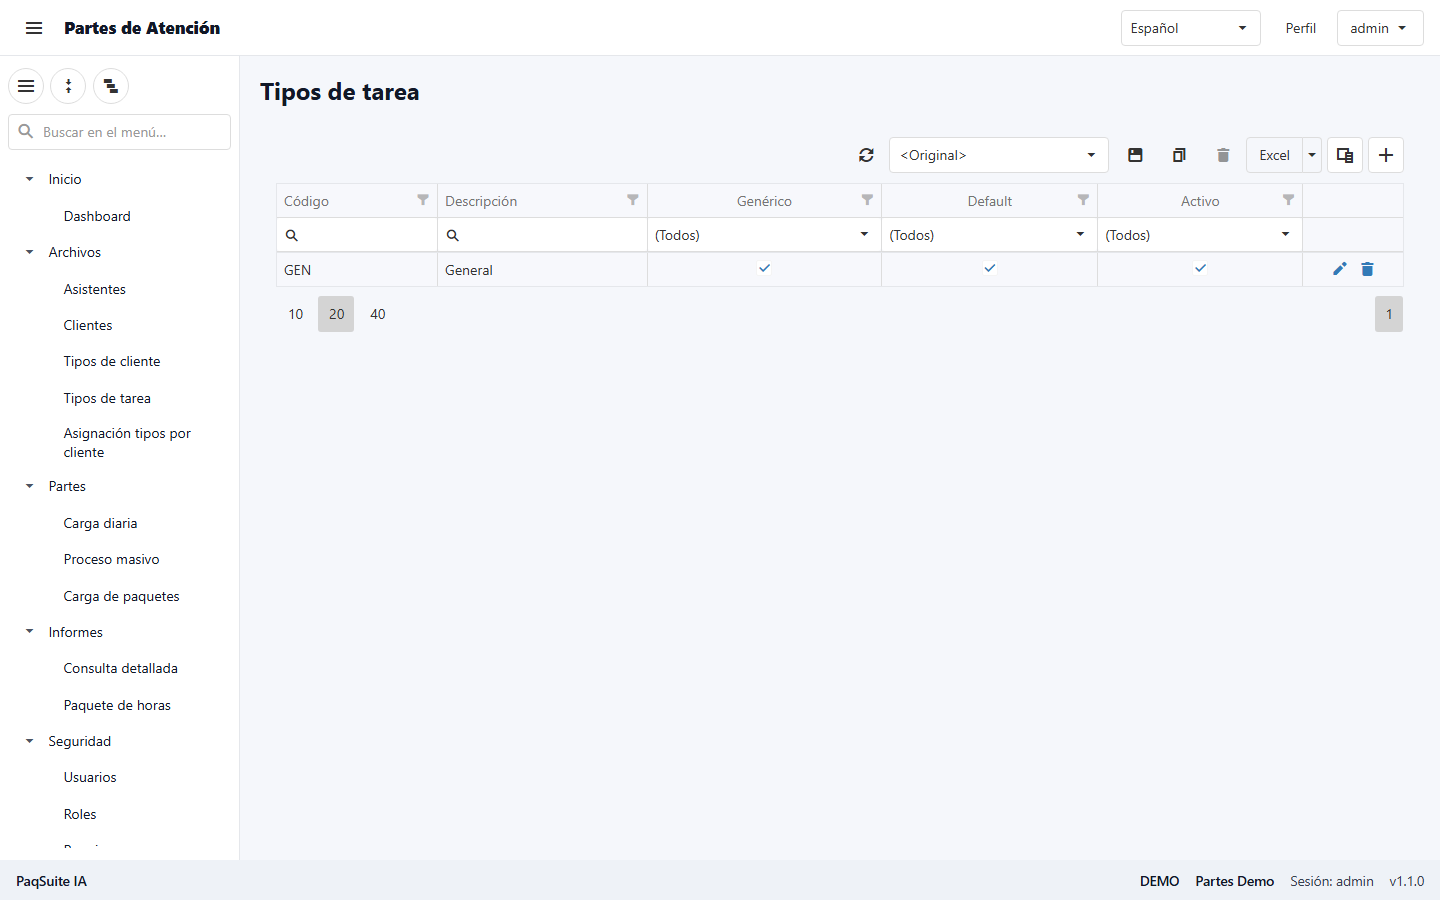 Partes de Atención
Español
Perfil
admin
Buscar en el menú...
Inicio
Dashboard
Archivos
Asistentes
Clientes
Tipos de cliente
Tipos de tarea
Asignación tipos por
cliente
Partes
Carga diaria
Proceso masivo
Carga de paquetes
Informes
Consulta detallada
Paquete de horas
Seguridad
Usuarios
Roles
Tipos de tarea
<Original>
Excel
Código Descripción Genérico Default Activo
(Todos) (Todos) (Todos)
GEN General
10 20 40 1
PaqSuite IA
DEMO Partes Demo Sesión: admin v1.1.0